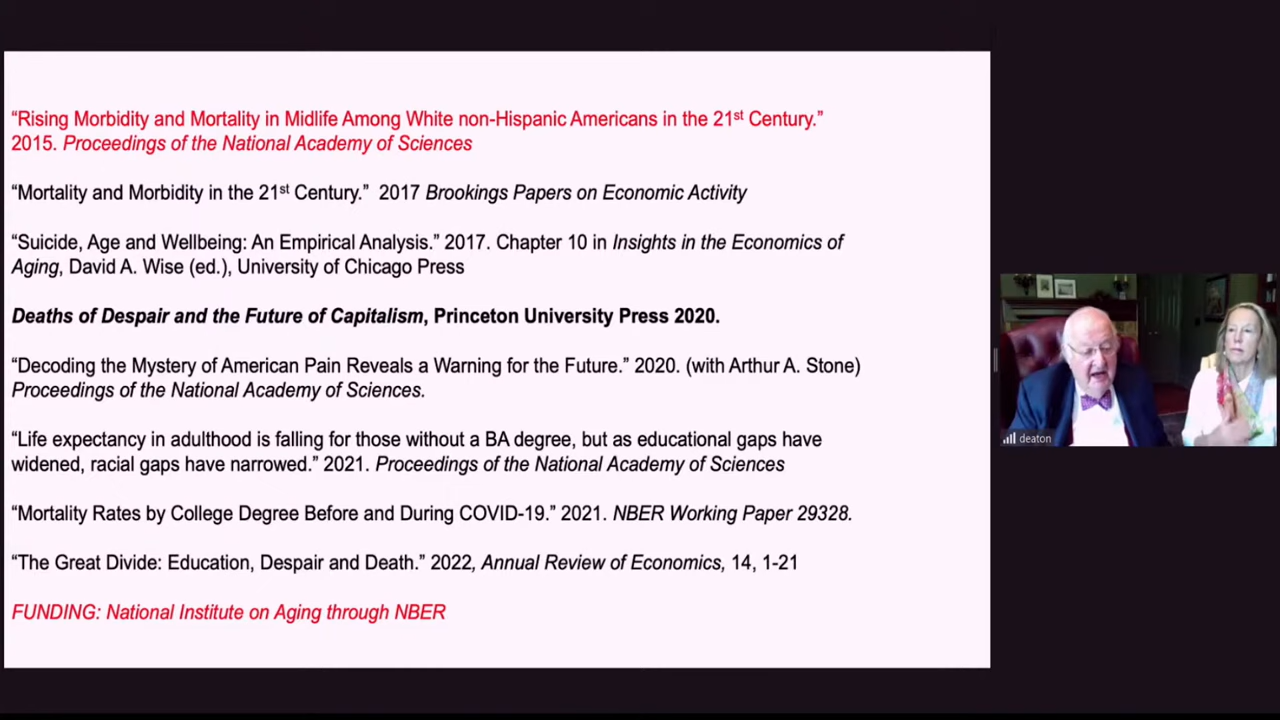 “Rising Morbidity and Mortality in Midlife Among White non-Hispanic Americans in the 21st Century.”
2015. Proceedings of the National Academy of Sciences
“Mortality and Morbidity in the 21st Century.” 2017 Brookings Papers on Economic Activity
“Suicide, Age and Wellbeing: An Empirical Analysis.” 2017. Chapter 10 in Insights in the Economics of
Aging, David A. Wise (ed.), University of Chicago Press
Deaths of Despair and the Future of Capitalism, Princeton University Press 2020.
“Decoding the Mystery of American Pain Reveals a Warning for the Future.” 2020. (with Arthur A. Stone)
Proceedings of the National Academy of Sciences.
“Life expectancy in adulthood is falling for those without a BA degree, but as educational gaps have
widened, racial gaps have narrowed.” 2021. Proceedings of the National Academy of Sciences
“Mortality Rates by College Degree Before and During COVID-19.” 2021. NBER Working Paper 29328.
“The Great Divide: Education, Despair and Death.” 2022, Annual Review of Economics, 14, 1-21
FUNDING: National Institute on Aging through NBER
deaton